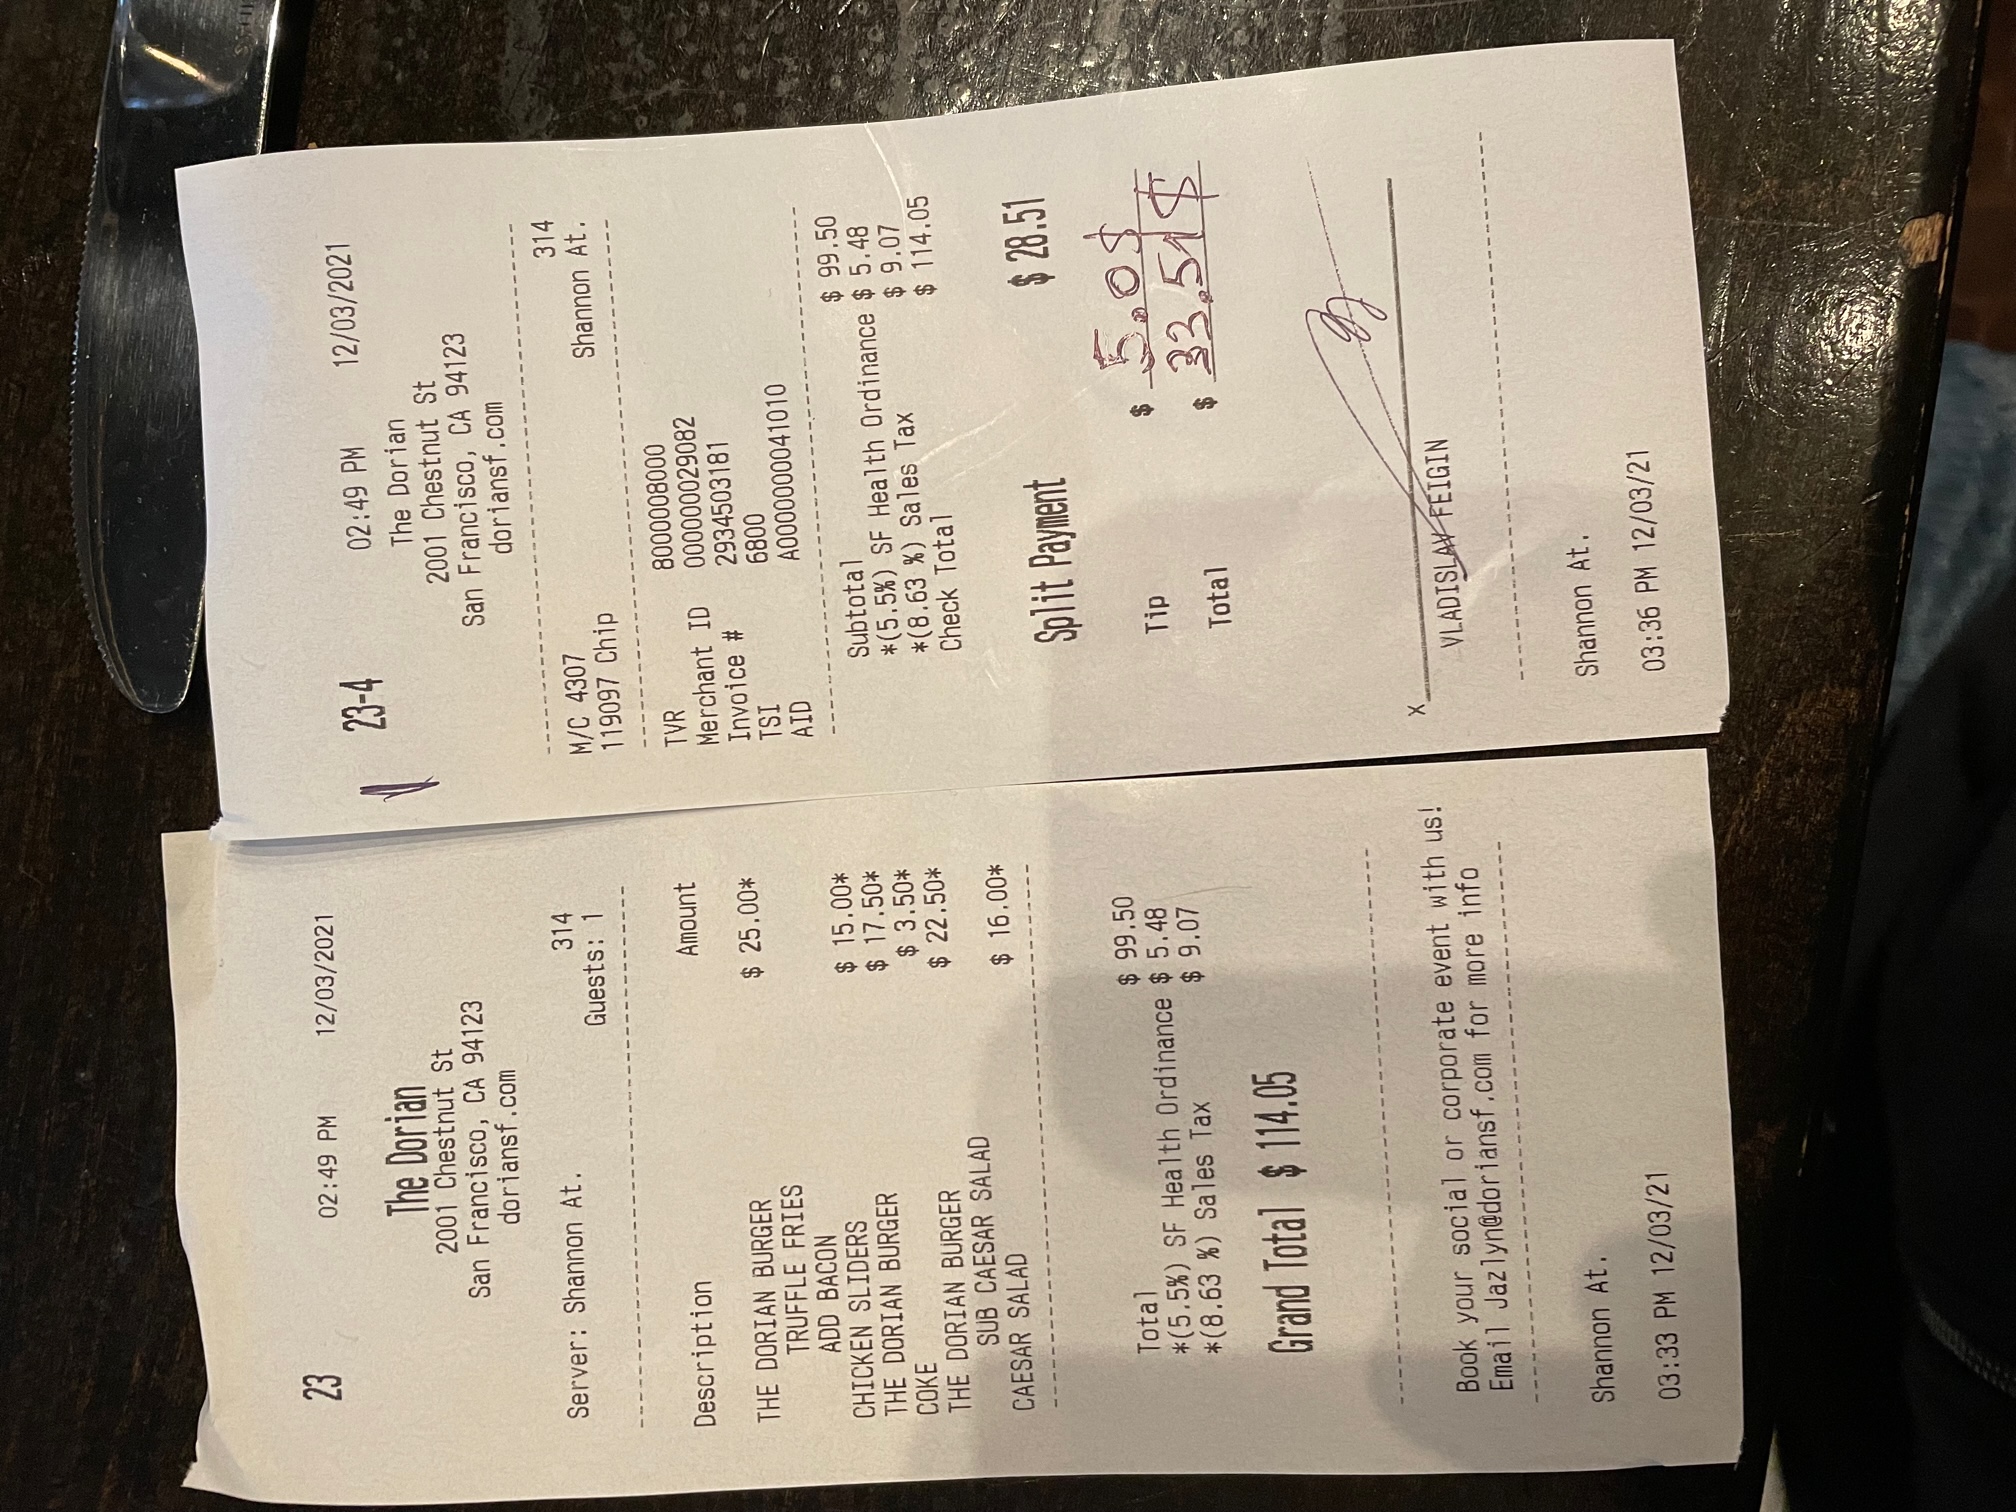 23 02:49 PM 12/03/2021
The Dorian
2001 Chestnut St
San Francisco, CA 94123
doriansf.com
Server: Shannon At. 314
Guests: 1
Description Amount
THE DORIAN BURGER $ 25.00*
TRUFFLE FRIES
ADD BACON
CHICKEN SLIDERS $ 15.00*
THE DORIAN BURGER $ 17.50*
COKE $ 3.50*
THE DORIAN BURGER $ 22.50*
SUB CAESAR SALAD
CAESAR SALAD $ 16.00*
Total $ 99.50
*(5.5%) SF Health Ordinance $ 5.48
*(8.63 %) Sales Tax $ 9.07
Grand Total $ 114.05
Book your social or corporate event with us!
Email Jazlyn@doriansf.com for more info
Shannon At.
03:33 PM 12/03/21
23-4 02:49 PM 12/03/2021
The Dorian
2001 Chestnut St
San Francisco, CA 94123
doriansf.com
314
M/C 4307 Shannon At.
119097 Chip
TVR 8000008000
Merchant ID 000000029082
Invoice # 2934503181
TSI 6800
AID A0000000041010
Subtotal $ 99.50
*(5.5%) SF Health Ordinance $ 5.48
*(8.63 %) Sales Tax $ 9.07
Check Total $ 114.05
Split Payment $ 28.51
Tip $ 5.0$
Total $ 33.51$
X
VLADISLAV FEIGIN
Shannon At.
03:36 PM 12/03/21